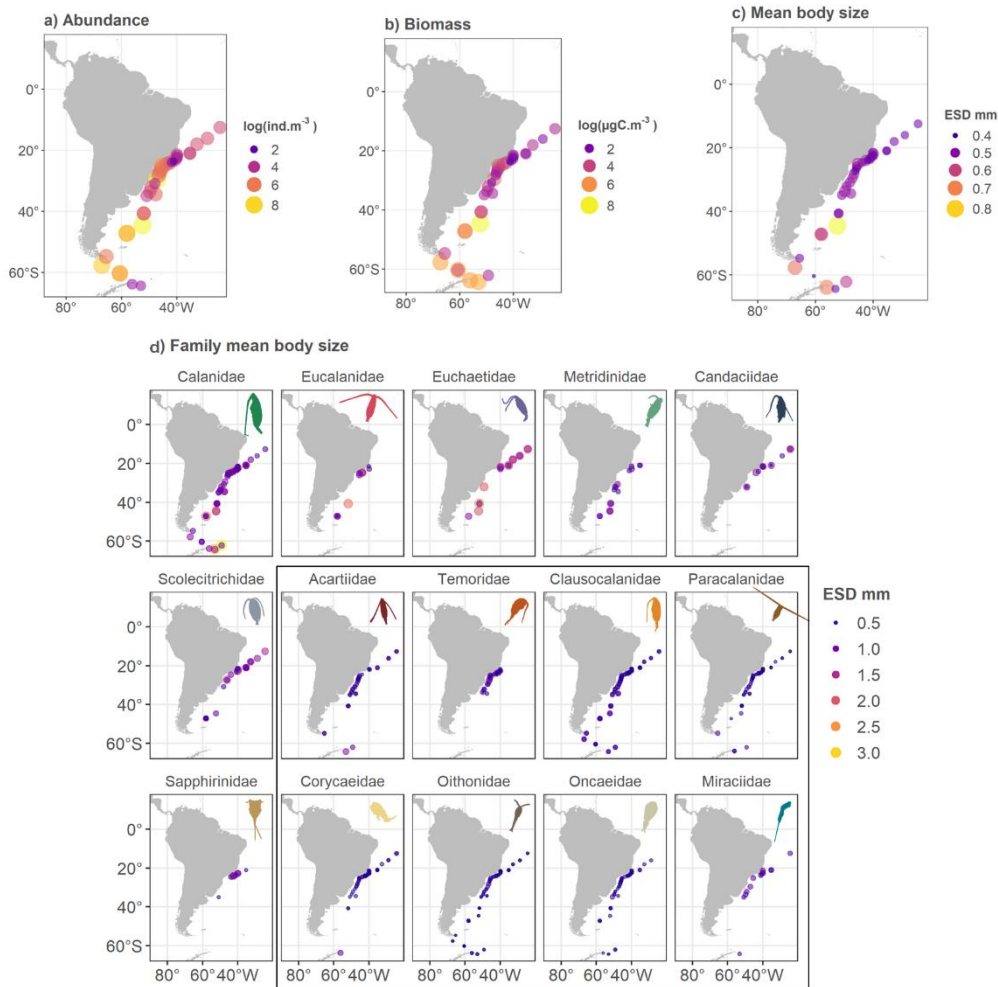 a) Abundance
b) Biomass
c) Mean body size
0°
20°
40°
60°S
80° 60° 40°W
log(ind.m⁻³ )
2
4
6
8
0°
20°
40°
60°S
80° 60° 40°W
log(µgC.m⁻³ )
2
4
6
8
0°
20°
40°
60°S
80° 60° 40°W
ESD mm
0.4
0.5
0.6
0.7
0.8
d) Family mean body size
Calanidae Eucalanidae Euchaetidae Metridinidae Candaciidae
0°
20°
40°
60°S
Scolecitrichidae Acartiidae Temoridae Clausocalanidae Paracalanidae
0°
20°
40°
60°S
ESD mm
0.5
1.0
1.5
2.0
2.5
3.0
Sapphirinidae Corycaeidae Oithonidae Oncaeidae Miraciidae
0°
20°
40°
60°S
80° 60° 40°W 80° 60° 40°W 80° 60° 40°W 80° 60° 40°W 80° 60° 40°W